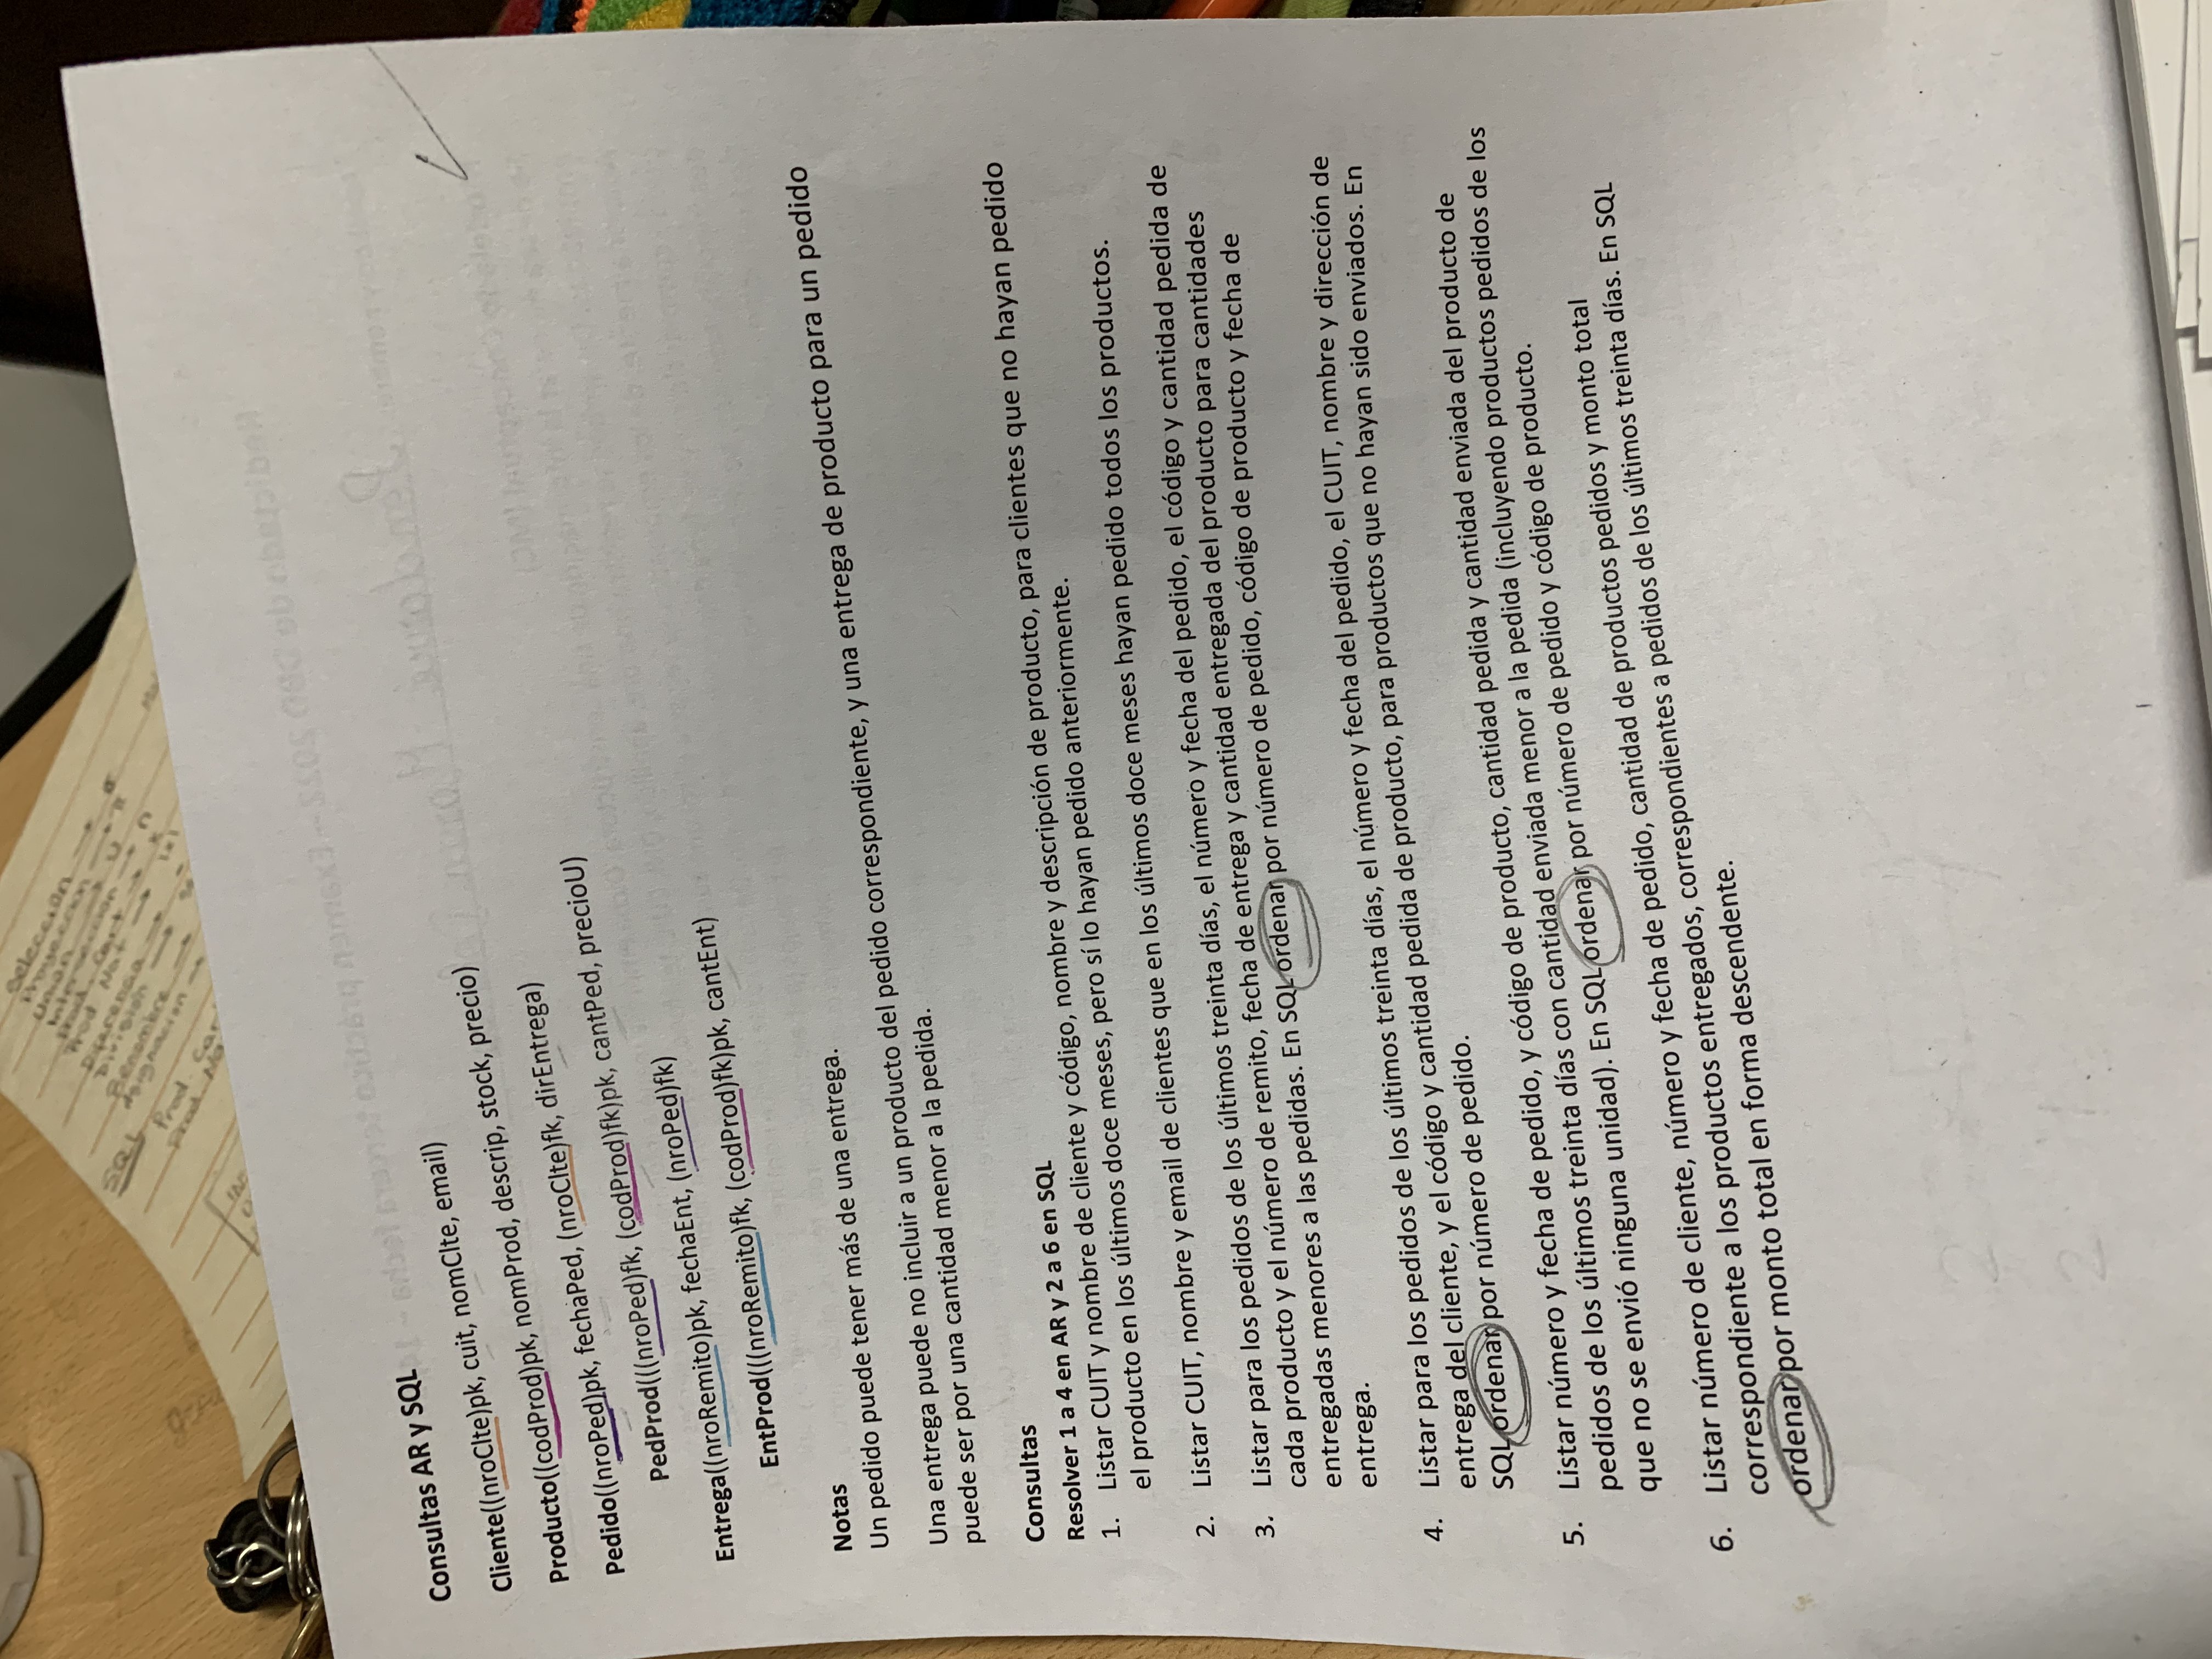 Selección → σ
Proyección → π
Unión → U
Intersección → ∩
Prod. Cart → x
Prod Nat → |x|
Diferencia → -
División →
Renombre →
Asignación →
SQL
Prod.
Consultas AR y SQL
Cliente((nroClte)pk, cuit, nomClte, email)
Producto((codProd)pk, nomProd, descrip, stock, precio)
Pedido((nroPed)pk, fechaPed, (nroClte)fk, dirEntrega)
PedProd(((nroPed)fk, (codProd)fk)pk, cantPed, precioU)
Entrega((nroRemito)pk, fechaEnt, (nroPed)fk)
EntProd(((nroRemito)fk, (codProd)fk)pk, cantEnt)
Notas
Un pedido puede tener más de una entrega.
Una entrega puede no incluir a un producto del pedido correspondiente, y una entrega de producto para un pedido
puede ser por una cantidad menor a la pedida.
Consultas
Resolver 1 a 4 en AR y 2 a 6 en SQL
1. Listar CUIT y nombre de cliente y código, nombre y descripción de producto, para clientes que no hayan pedido
el producto en los últimos doce meses, pero sí lo hayan pedido anteriormente.
2. Listar CUIT, nombre y email de clientes que en los últimos doce meses hayan pedido todos los productos.
3. Listar para los pedidos de los últimos treinta días, el número y fecha del pedido, el código y cantidad pedida de
cada producto y el número de remito, fecha de entrega y cantidad entregada del producto para cantidades
entregadas menores a las pedidas. En SQL ordenar por número de pedido, código de producto y fecha de
entrega.
4. Listar para los pedidos de los últimos treinta días, el número y fecha del pedido, el CUIT, nombre y dirección de
entrega del cliente, y el código y cantidad pedida de producto, para productos que no hayan sido enviados. En
SQL ordenar por número de pedido.
5. Listar número y fecha de pedido, y código de producto, cantidad pedida y cantidad enviada del producto de
pedidos de los últimos treinta días con cantidad enviada menor a la pedida (incluyendo productos pedidos de los
que no se envió ninguna unidad). En SQL ordenar por número de pedido y código de producto.
6. Listar número de cliente, número y fecha de pedido, cantidad de productos pedidos y monto total
correspondiente a los productos entregados, correspondientes a pedidos de los últimos treinta días. En SQL
ordenar por monto total en forma descendente.